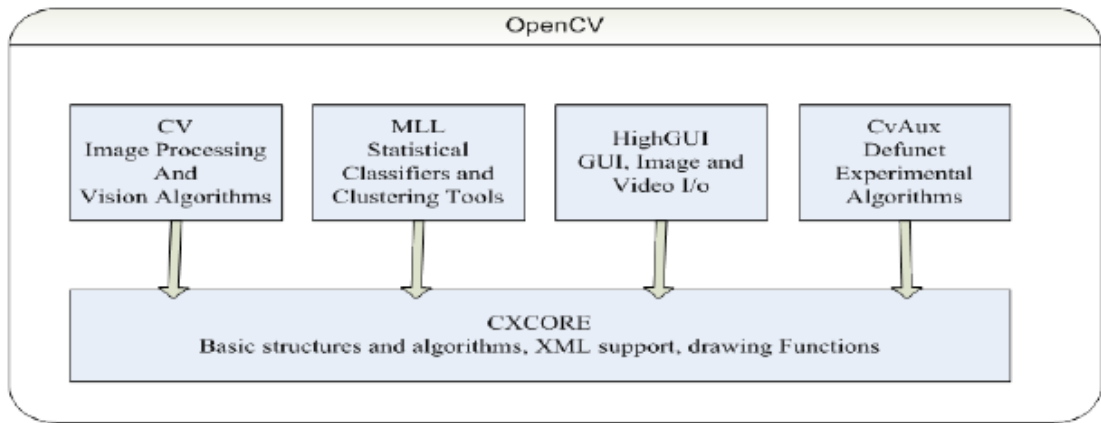 OpenCV
CV
Image Processing
And
Vision Algorithms
MLL
Statistical
Classifiers and
Clustering Tools
HighGUI
GUI, Image and
Video I/o
CvAux
Defunct
Experimental
Algorithms
CXCORE
Basic structures and algorithms, XML support, drawing Functions